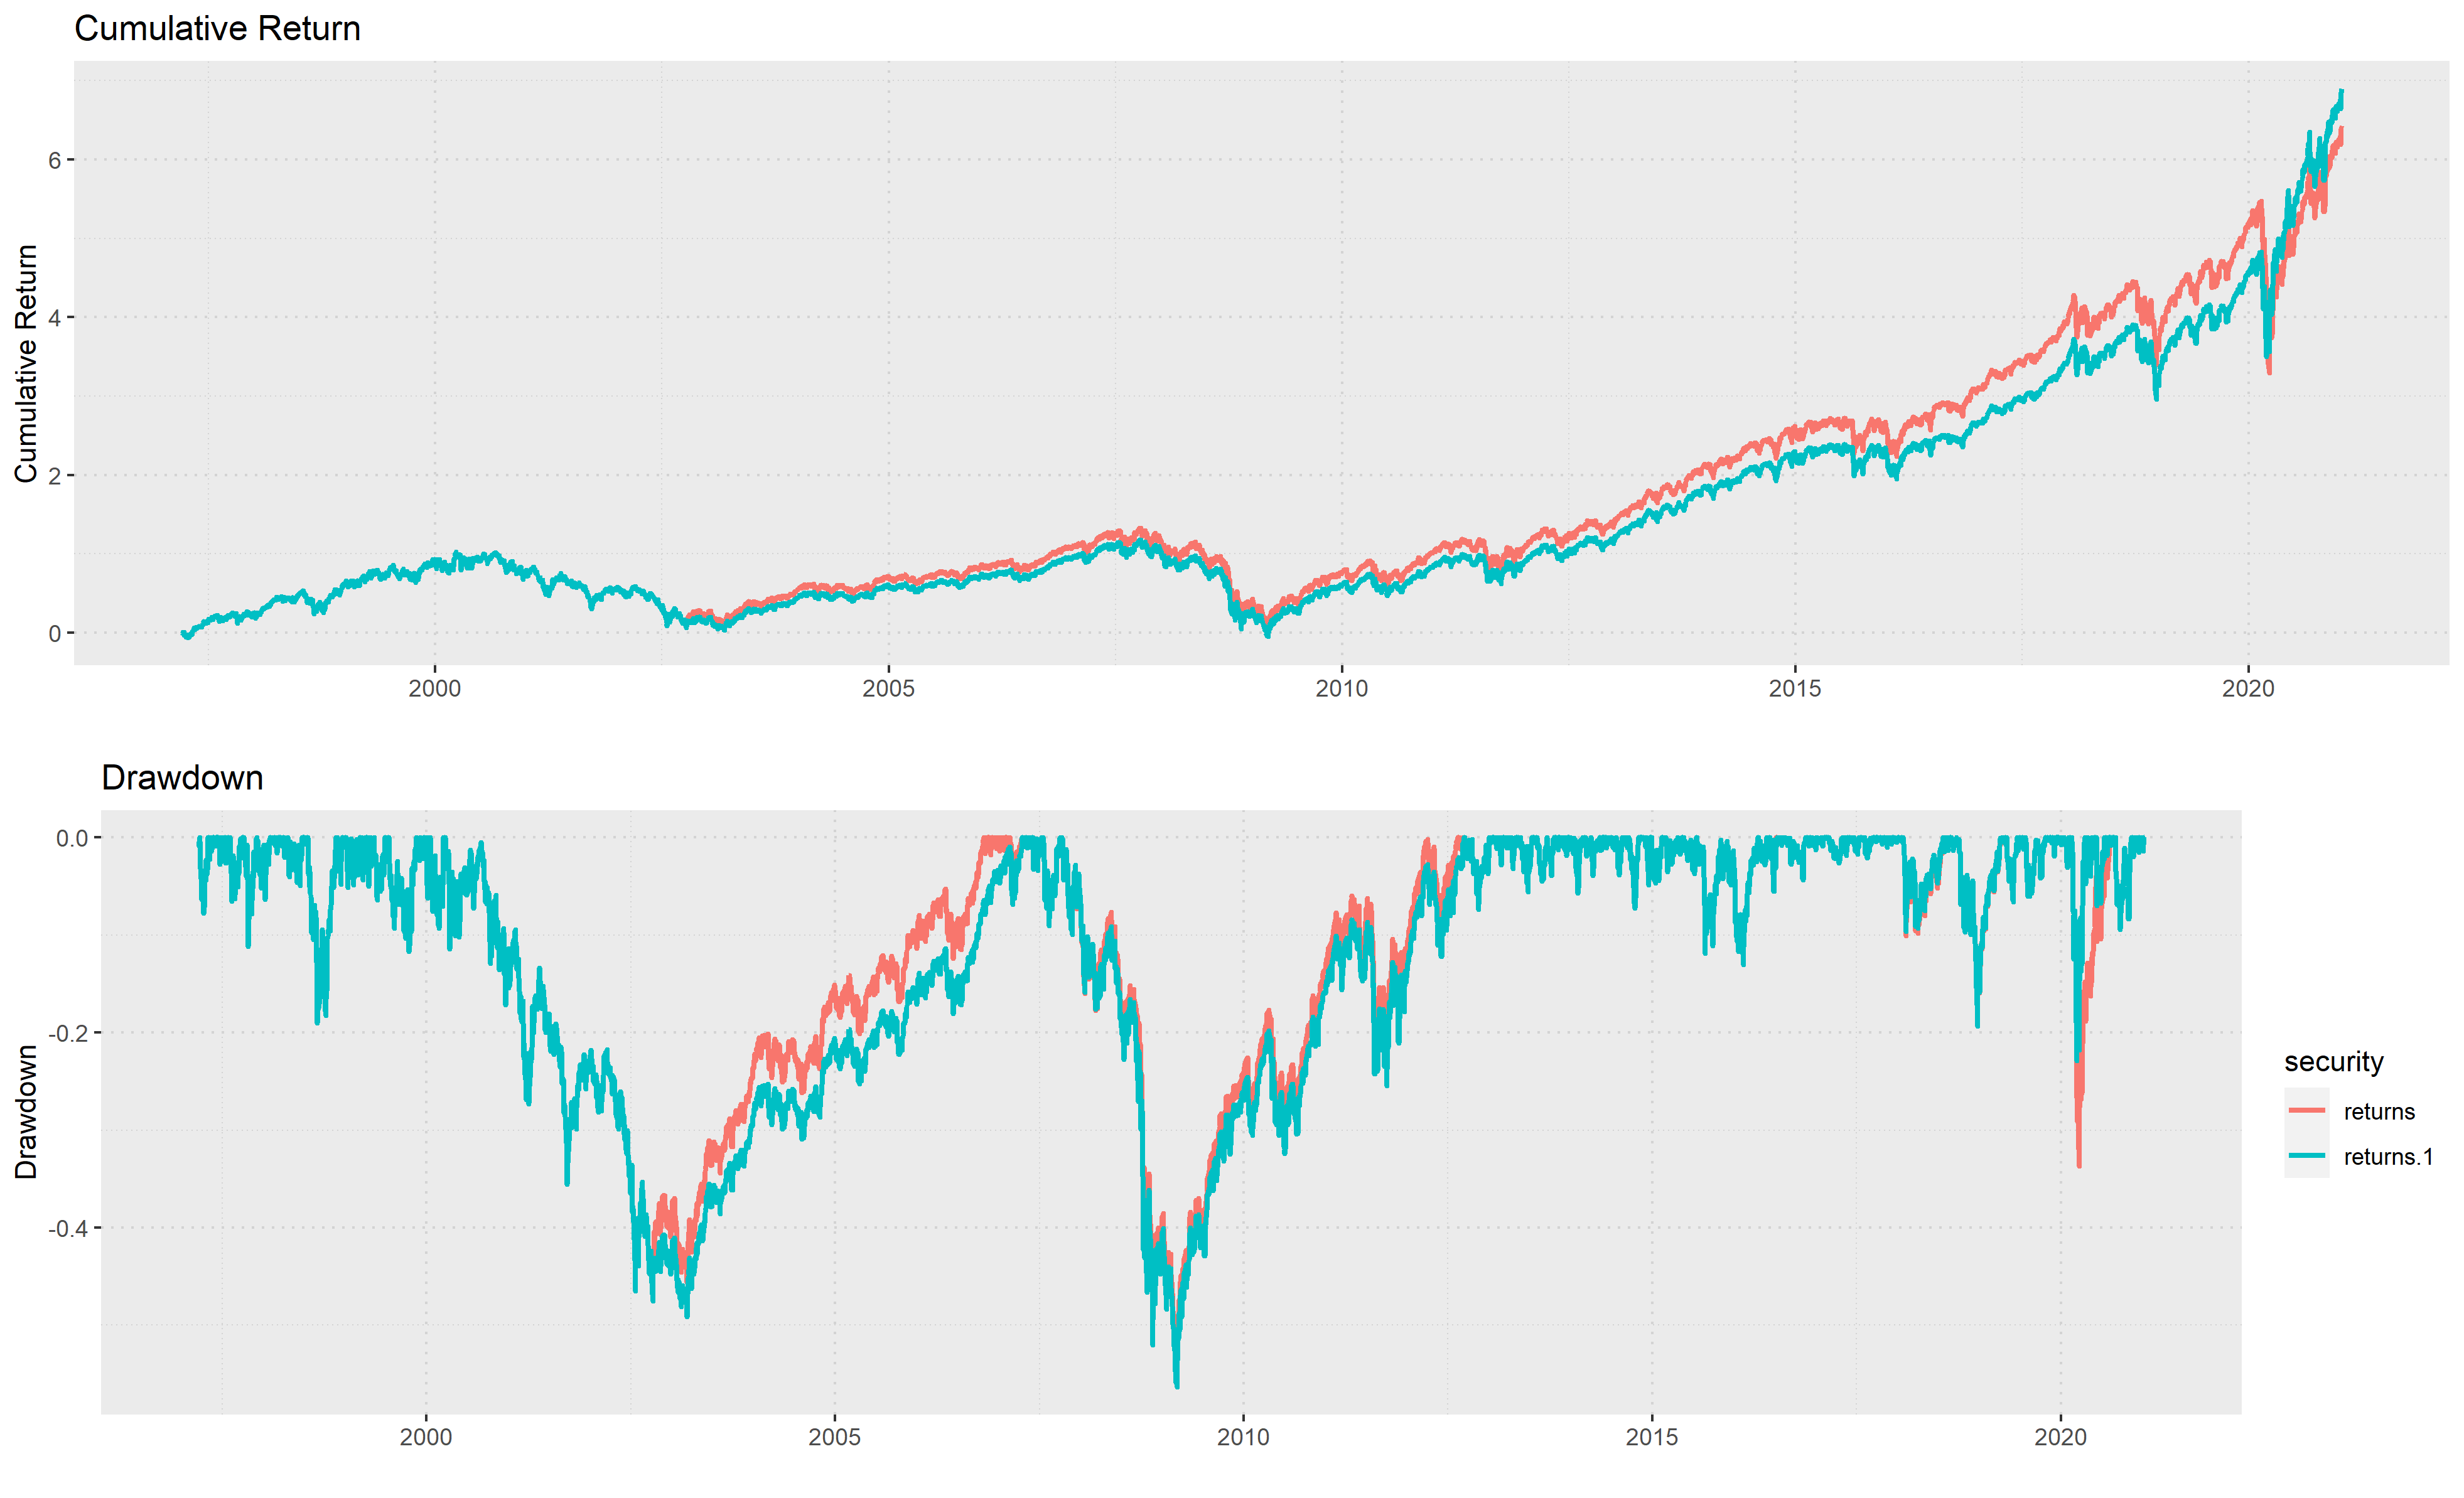 Cumulative Return
Cumulative Return
6
4
2
0
2000 2005 2010 2015 2020
Drawdown
Drawdown
0.0
-0.2
-0.4
2000 2005 2010 2015 2020
security
returns
returns.1